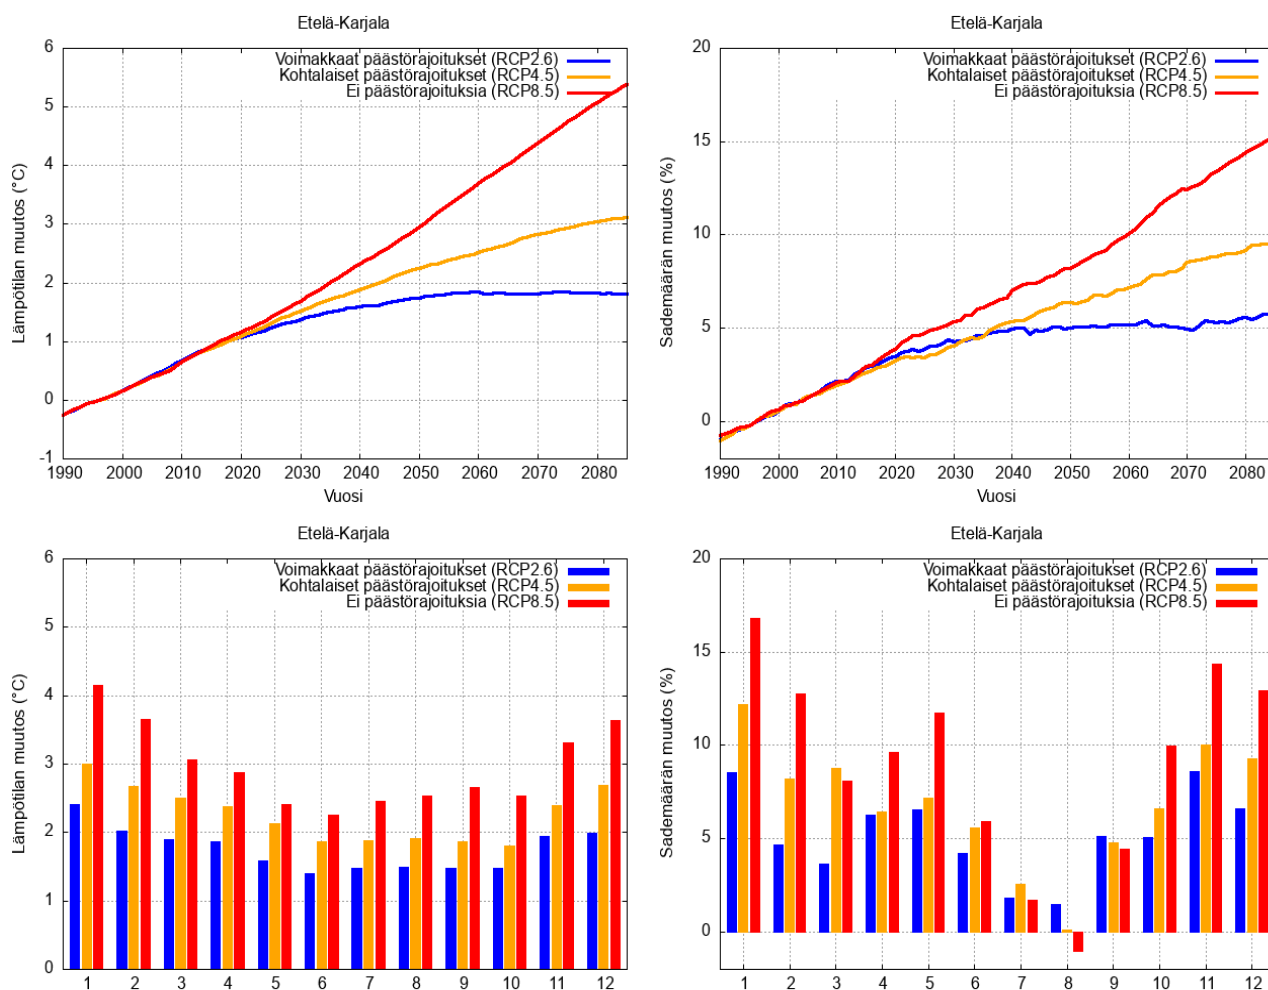 Etelä-Karjala
Voimakkaat päästörajoitukset (RCP2.6)
Kohtalaiset päästörajoitukset (RCP4.5)
Ei päästörajoituksia (RCP8.5)
Lämpötilan muutos (°C)
6
5
4
3
2
1
0
-1
1990 2000 2010 2020 2030 2040 2050 2060 2070 2080
Vuosi
Etelä-Karjala
Voimakkaat päästörajoitukset (RCP2.6)
Kohtalaiset päästörajoitukset (RCP4.5)
Ei päästörajoituksia (RCP8.5)
Sademäärän muutos (%)
20
15
10
5
0
1990 2000 2010 2020 2030 2040 2050 2060 2070 2080
Vuosi
Etelä-Karjala
Voimakkaat päästörajoitukset (RCP2.6)
Kohtalaiset päästörajoitukset (RCP4.5)
Ei päästörajoituksia (RCP8.5)
Lämpötilan muutos (°C)
6
5
4
3
2
1
0
1 2 3 4 5 6 7 8 9 10 11 12
Etelä-Karjala
Voimakkaat päästörajoitukset (RCP2.6)
Kohtalaiset päästörajoitukset (RCP4.5)
Ei päästörajoituksia (RCP8.5)
Sademäärän muutos (%)
20
15
10
5
0
1 2 3 4 5 6 7 8 9 10 11 12